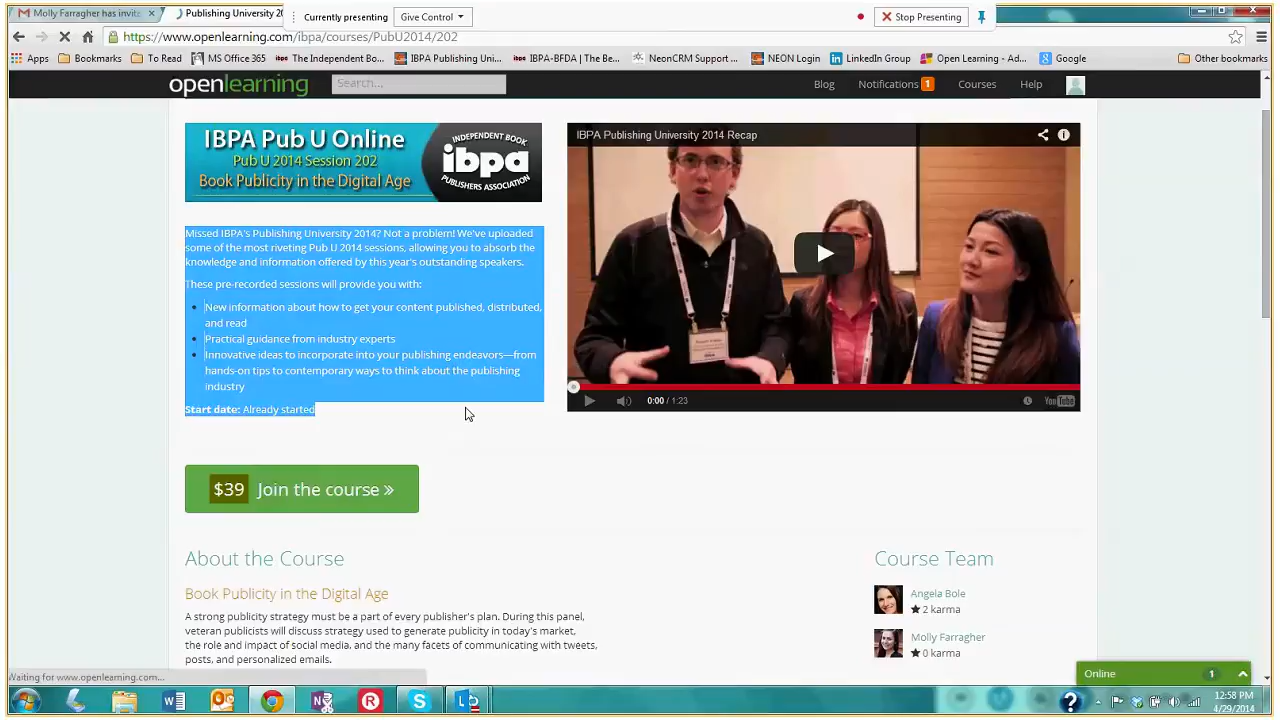 Molly Farragher has invit
Publishing University 20
Currently presenting
Give Control
Stop Presenting
https://www.openlearning.com/ibpa/courses/PubU2014/202
Apps
Bookmarks
To Read
MS Office 365
The Independent Bo...
IBPA Publishing Uni...
IBPA-BFDA | The Be...
NeonCRM Support ...
NEON Login
LinkedIn Group
Open Learning - Ad...
Google
Other bookmarks
openlearning
Search...
Blog
Notifications 1
Courses
Help
IBPA Pub U Online
Pub U 2014 Session 202
Book Publicity in the Digital Age
INDEPENDENT BOOK
ibpa
PUBLISHERS ASSOCIATION
IBPA Publishing University 2014 Recap
Missed IBPA's Publishing University 2014? Not a problem! We've uploaded
some of the most riveting Pub U 2014 sessions, allowing you to absorb the
knowledge and information offered by this year's outstanding speakers.
These pre-recorded sessions will provide you with:
New information about how to get your content published, distributed,
and read
Practical guidance from industry experts
Innovative ideas to incorporate into your publishing endeavors—from
hands-on tips to contemporary ways to think about the publishing
industry
Start date: Already started
0:00 / 1:23
YouTube
$39 Join the course »
About the Course
Book Publicity in the Digital Age
A strong publicity strategy must be a part of every publisher's plan. During this panel,
veteran publicists will discuss strategy used to generate publicity in today's market,
the role and impact of social media, and the many facets of communicating with tweets,
posts, and personalized emails.
Course Team
Angela Bole
★ 2 karma
Molly Farragher
★ 0 karma
Online 1
Waiting for www.openlearning.com...
12:58 PM
4/29/2014